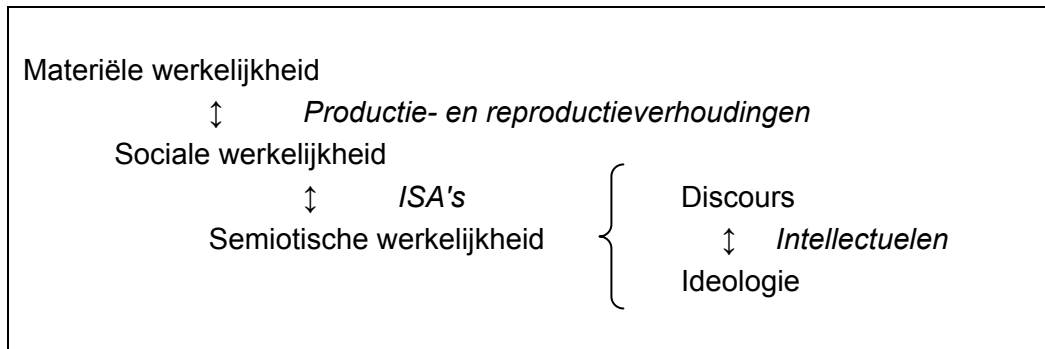 Materiële werkelijkheid
↕ Productie- en reproductieverhoudingen
Sociale werkelijkheid
↕ ISA's Discours
Semiotische werkelijkheid ↕ Intellectuelen
Ideologie